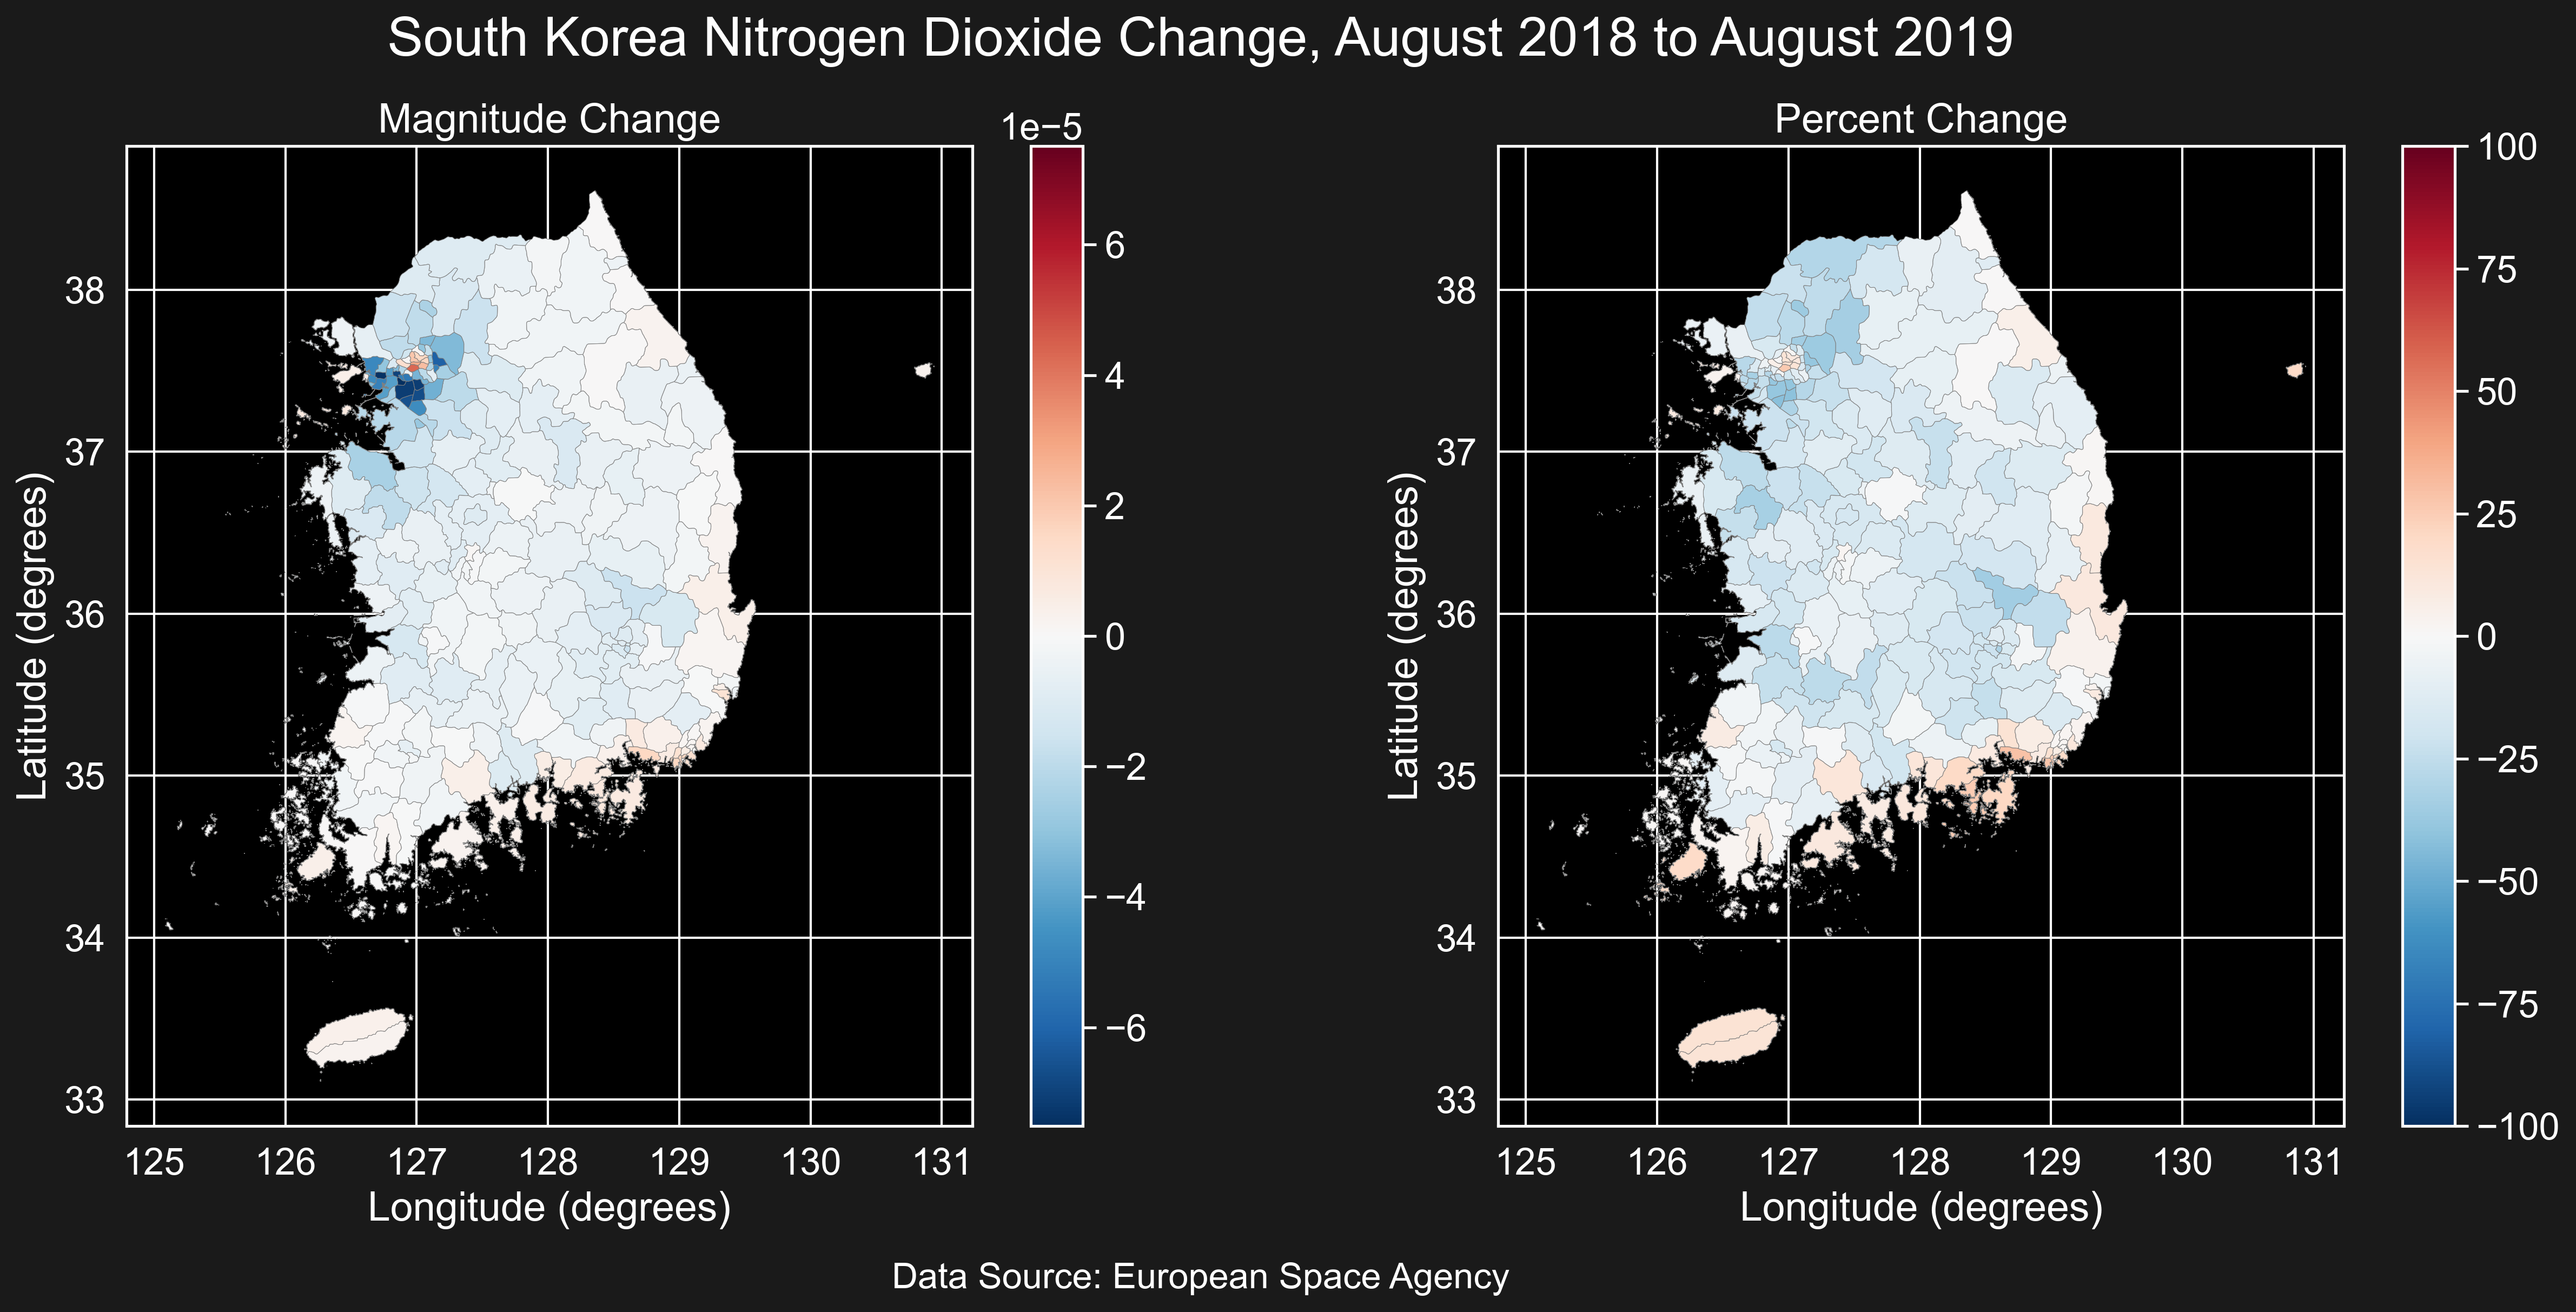 South Korea Nitrogen Dioxide Change, August 2018 to August 2019
Magnitude Change
1e−5
Latitude (degrees)
38
37
36
35
34
33
125 126 127 128 129 130 131
Longitude (degrees)
6
4
2
0
−2
−4
−6
Percent Change
Latitude (degrees)
38
37
36
35
34
33
125 126 127 128 129 130 131
Longitude (degrees)
100
75
50
25
0
−25
−50
−75
−100
Data Source: European Space Agency